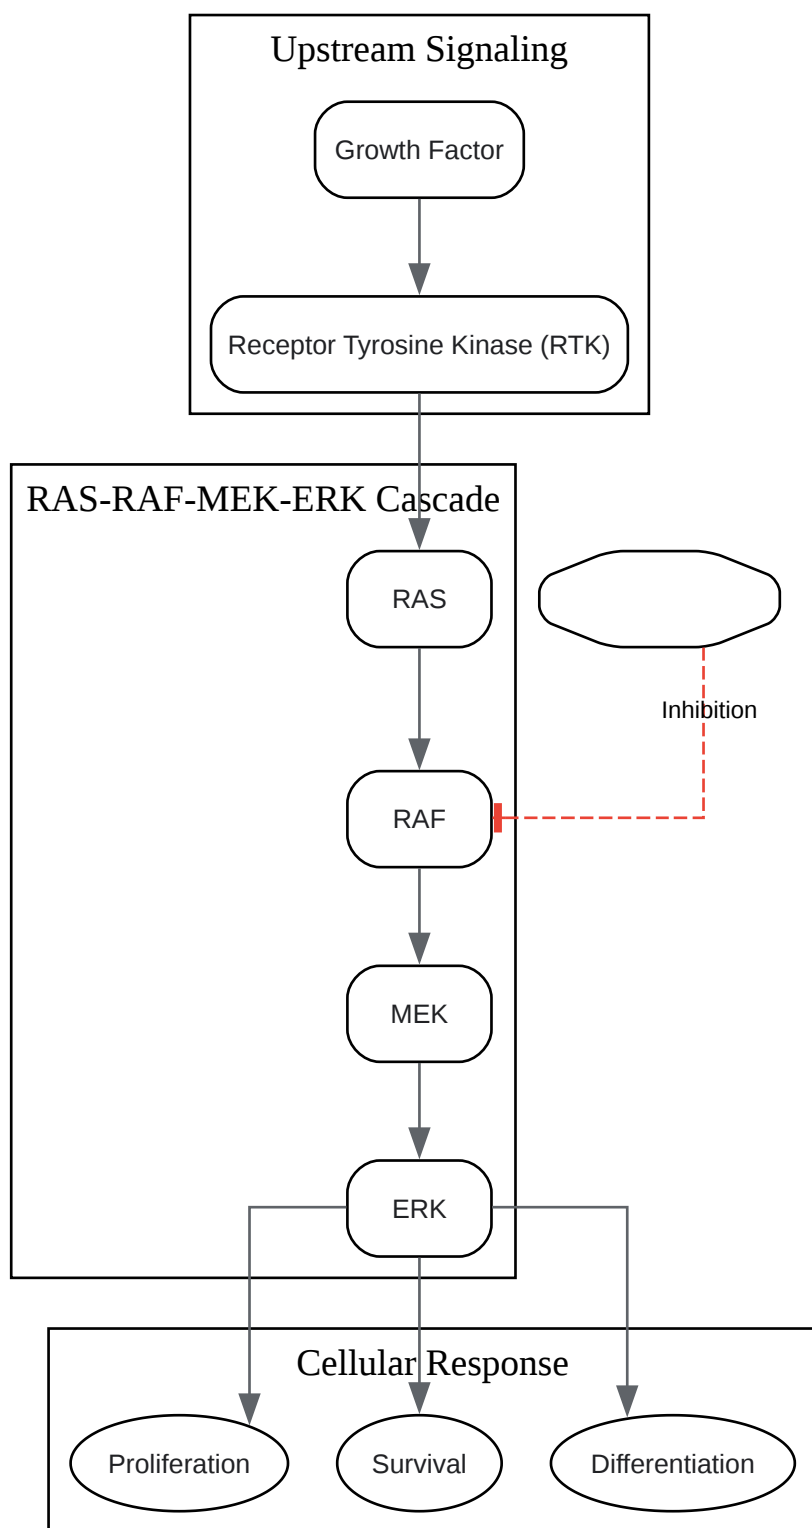 Upstream Signaling
Growth Factor
Receptor Tyrosine Kinase (RTK)
RAS-RAF-MEK-ERK Cascade
RAS
Inhibition
RAF
MEK
ERK
Cellular Response
Proliferation
Survival
Differentiation